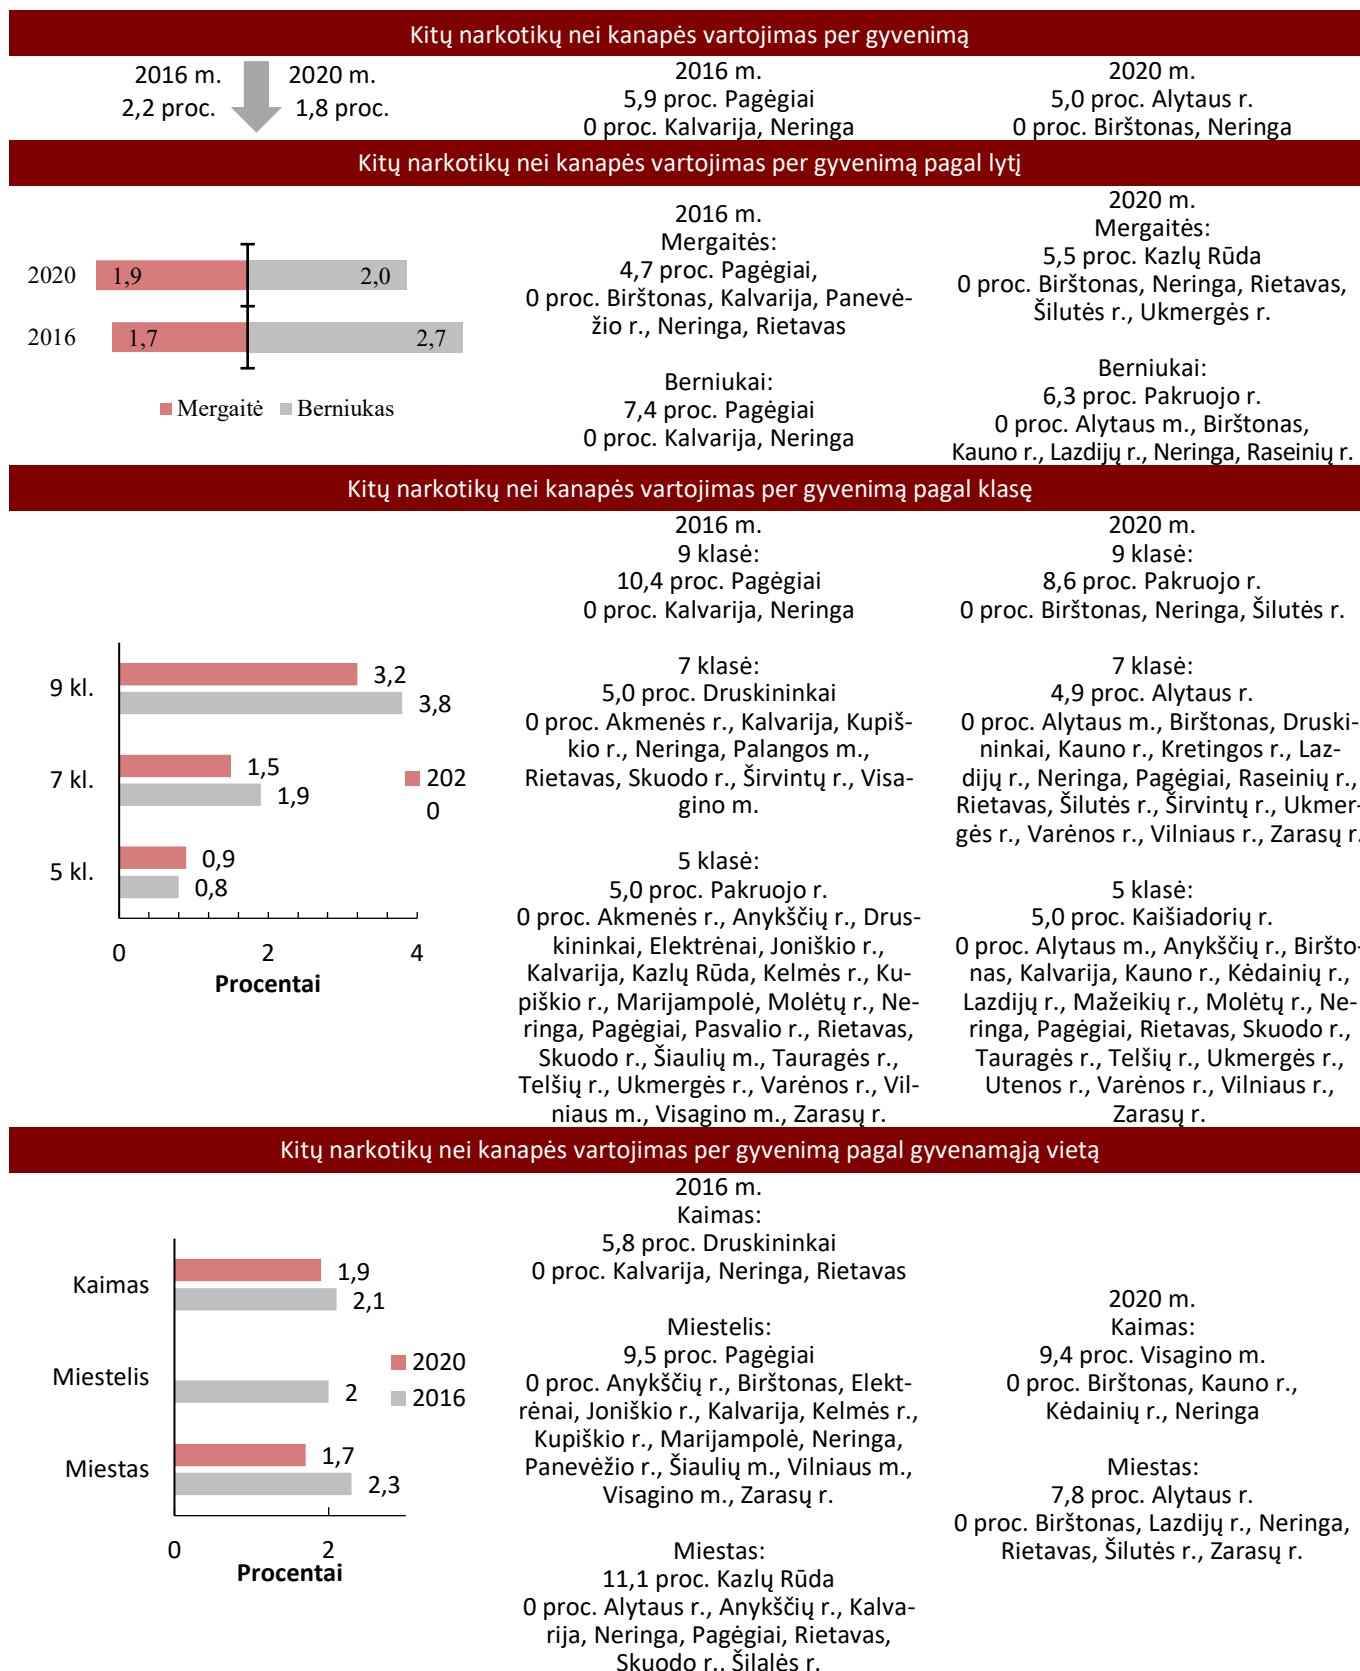 Kitų narkotikų nei kanapės vartojimas per gyvenimą
2016 m.
2,2 proc.
2020 m.
1,8 proc.
2016 m.
5,9 proc. Pagėgiai
0 proc. Kalvarija, Neringa
2020 m.
5,0 proc. Alytaus r.
0 proc. Birštonas, Neringa
Kitų narkotikų nei kanapės vartojimas per gyvenimą pagal lytį
2020
1,9
2,0
2016
1,7
2,7
Mergaitė
Berniukas
2016 m.
Mergaitės:
4,7 proc. Pagėgiai,
0 proc. Birštonas, Kalvarija, Panevė-
žio r., Neringa, Rietavas
Berniukai:
7,4 proc. Pagėgiai
0 proc. Kalvarija, Neringa
2020 m.
Mergaitės:
5,5 proc. Kazlų Rūda
0 proc. Birštonas, Neringa, Rietavas,
Šilutės r., Ukmergės r.
Berniukai:
6,3 proc. Pakruojo r.
0 proc. Alytaus m., Birštonas,
Kauno r., Lazdijų r., Neringa, Raseinių r.
Kitų narkotikų nei kanapės vartojimas per gyvenimą pagal klasę
9 kl.
3,2
3,8
7 kl.
1,5
1,9
5 kl.
0,9
0,8
0
2
4
Procentai
202
0
2016 m.
9 klasė:
10,4 proc. Pagėgiai
0 proc. Kalvarija, Neringa
7 klasė:
5,0 proc. Druskininkai
0 proc. Akmenės r., Kalvarija, Kupiš-
kio r., Neringa, Palangos m.,
Rietavas, Skuodo r., Širvintų r., Visa-
gino m.
5 klasė:
5,0 proc. Pakruojo r.
0 proc. Akmenės r., Anykščių r., Drus-
kininkai, Elektrėnai, Joniškio r.,
Kalvarija, Kazlų Rūda, Kelmės r., Ku-
piškio r., Marijampolė, Molėtų r., Ne-
ringa, Pagėgiai, Pasvalio r., Rietavas,
Skuodo r., Šiaulių m., Tauragės r.,
Telšių r., Ukmergės r., Varėnos r., Vil-
niaus m., Visagino m., Zarasų r.
2020 m.
9 klasė:
8,6 proc. Pakruojo r.
0 proc. Birštonas, Neringa, Šilutės r.
7 klasė:
4,9 proc. Alytaus r.
0 proc. Alytaus m., Birštonas, Druski-
ninkai, Kauno r., Kretingos r., Laz-
dijų r., Neringa, Pagėgiai, Raseinių r.,
Rietavas, Šilutės r., Širvintų r., Ukmer-
gės r., Varėnos r., Vilniaus r., Zarasų r.
5 klasė:
5,0 proc. Kaišiadorių r.
0 proc. Alytaus m., Anykščių r., Biršto-
nas, Kalvarija, Kauno r., Kėdainių r.,
Lazdijų r., Mažeikių r., Molėtų r., Ne-
ringa, Pagėgiai, Rietavas, Skuodo r.,
Tauragės r., Telšių r., Ukmergės r.,
Utenos r., Varėnos r., Vilniaus r.,
Zarasų r.
Kitų narkotikų nei kanapės vartojimas per gyvenimą pagal gyvenamąją vietą
Kaimas
1,9
2,1
Miestelis
2
Miestas
1,7
2,3
0
2
Procentai
2020
2016
2016 m.
Kaimas:
5,8 proc. Druskininkai
0 proc. Kalvarija, Neringa, Rietavas
Miestelis:
9,5 proc. Pagėgiai
0 proc. Anykščių r., Birštonas, Elekt-
rėnai, Joniškio r., Kalvarija, Kelmės r.,
Kupiškio r., Marijampolė, Neringa,
Panevėžio r., Šiaulių m., Vilniaus m.,
Visagino m., Zarasų r.
Miestas:
11,1 proc. Kazlų Rūda
0 proc. Alytaus r., Anykščių r., Kalva-
rija, Neringa, Pagėgiai, Rietavas,
Skuodo r., Šilalės r.
2020 m.
Kaimas:
9,4 proc. Visagino m.
0 proc. Birštonas, Kauno r.,
Kėdainių r., Neringa
Miestas:
7,8 proc. Alytaus r.
0 proc. Birštonas, Lazdijų r., Neringa,
Rietavas, Šilutės r., Zarasų r.